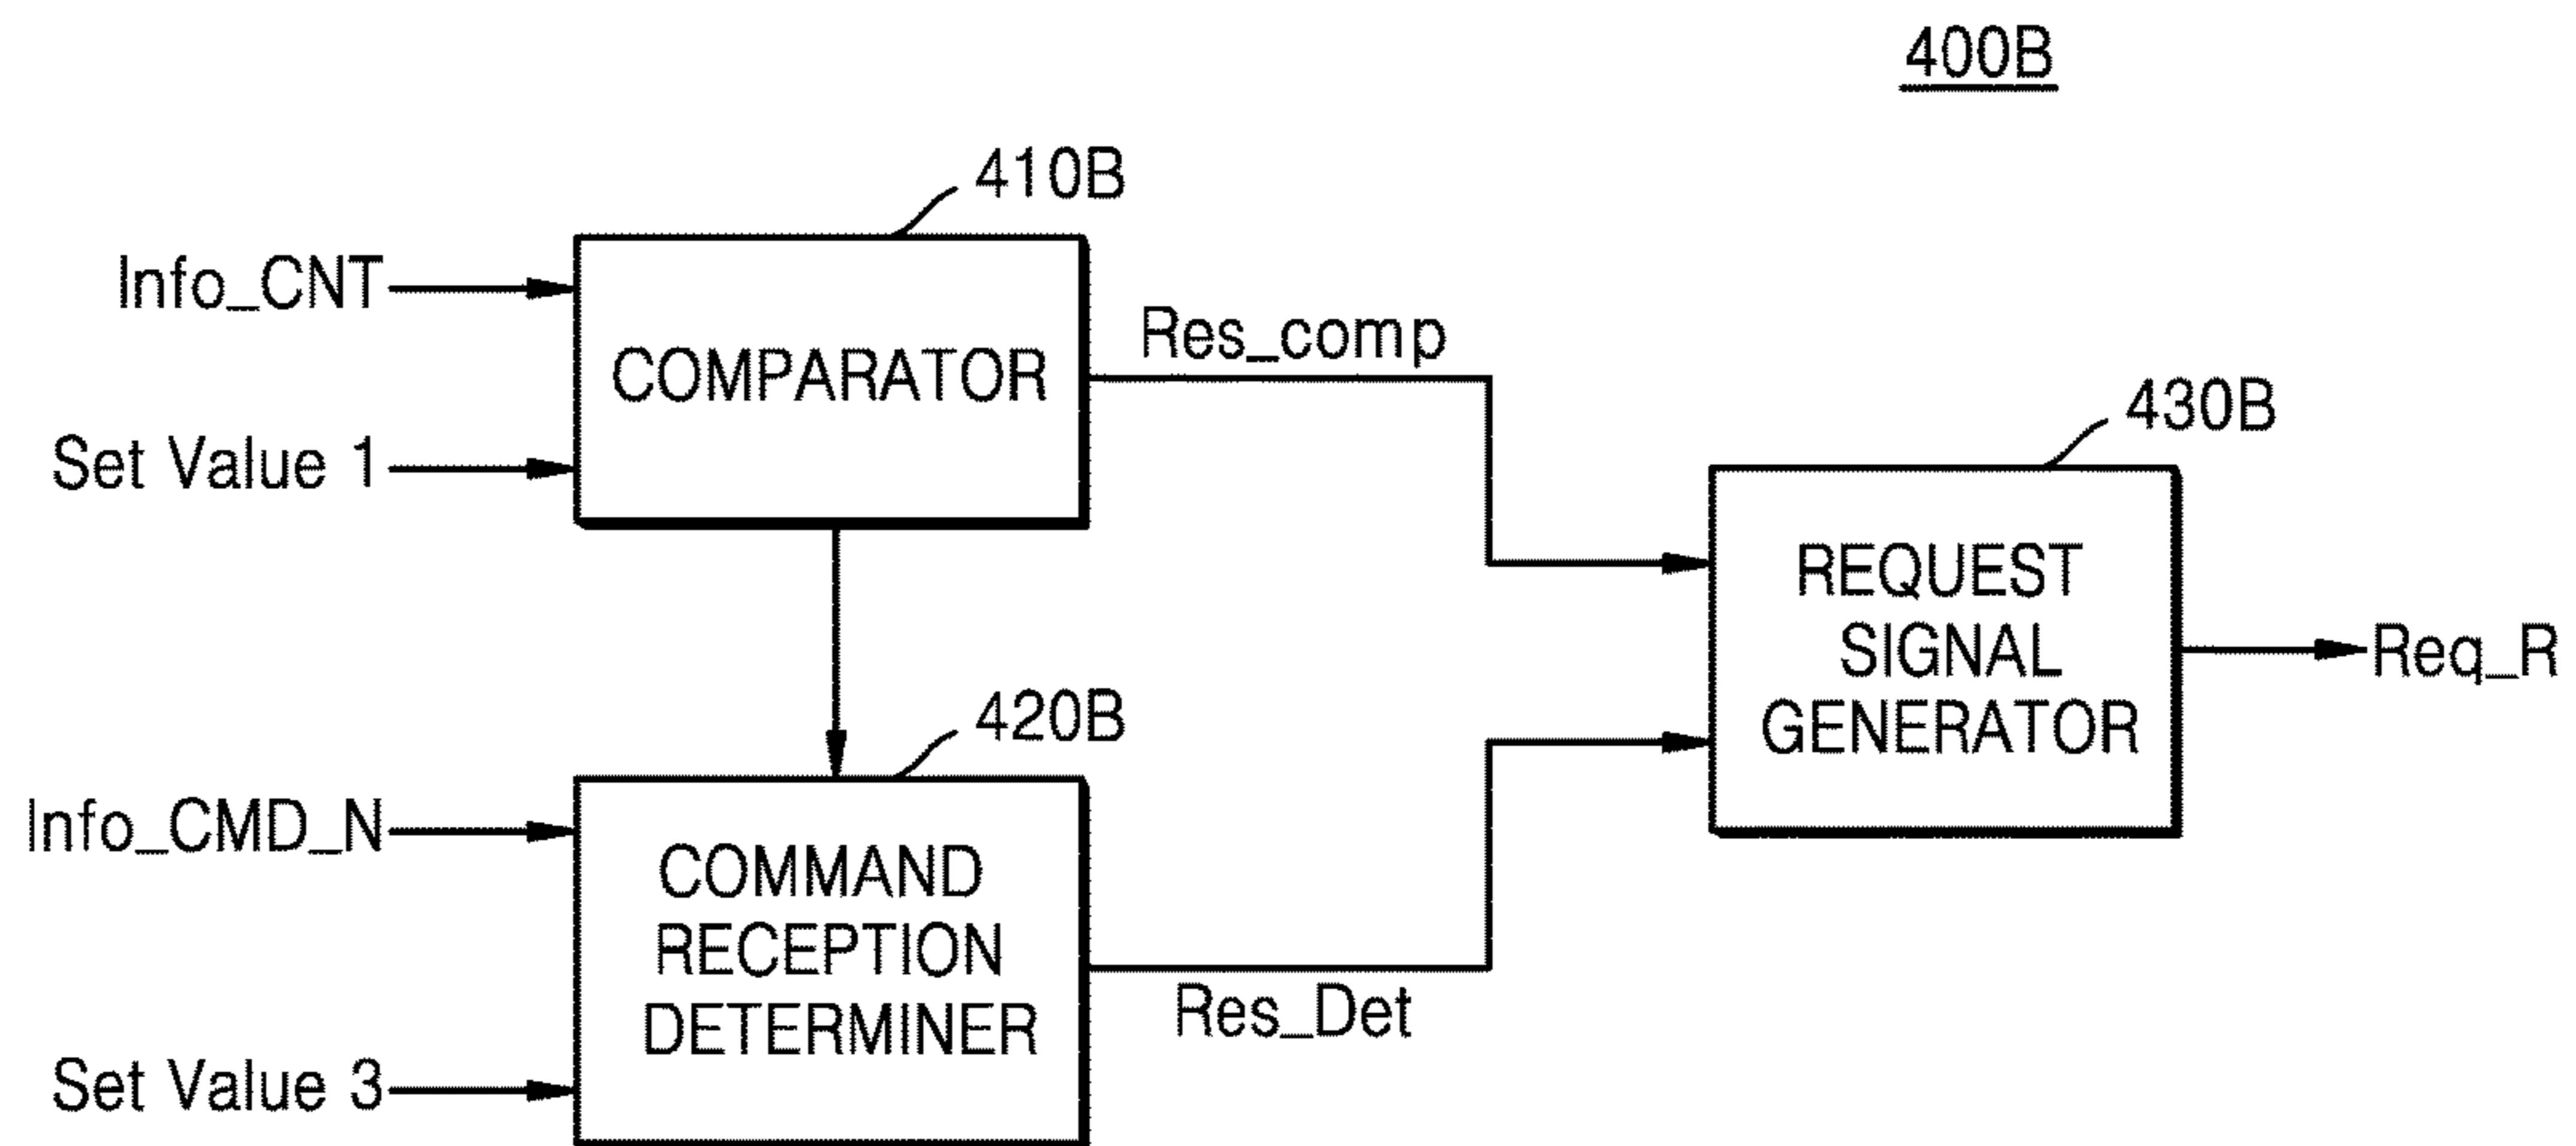 400B
410B
Info_CNT
COMPARATOR
Res_comp
Set Value 1
430B
REQUEST
SIGNAL
GENERATOR
Req_R
420B
Info_CMD_N
COMMAND
RECEPTION
DETERMINER
Res_Det
Set Value 3